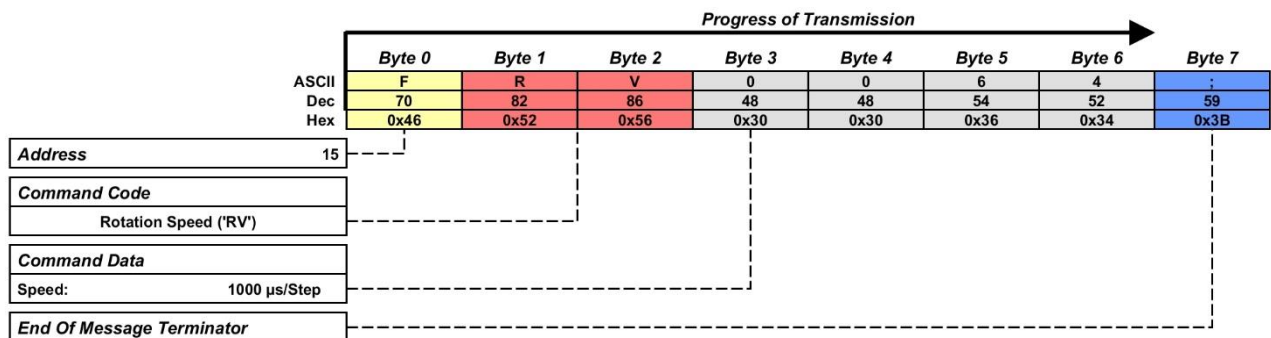 Progress of Transmission
Byte 0 Byte 1 Byte 2 Byte 3 Byte 4 Byte 5 Byte 6 Byte 7
ASCII F R V 0 0 6 4 ;
Dec 70 82 86 48 48 54 52 59
Hex 0x46 0x52 0x56 0x30 0x30 0x36 0x34 0x3B
Address 15
Command Code
Rotation Speed ('RV')
Command Data
Speed: 1000 µs/Step
End Of Message Terminator